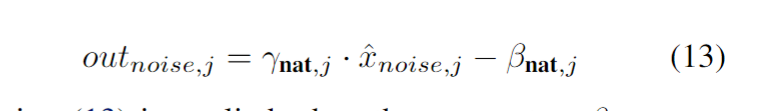 out_{noise,j} = γ_{nat,j} · x̂_{noise,j} − β_{nat,j} (13)